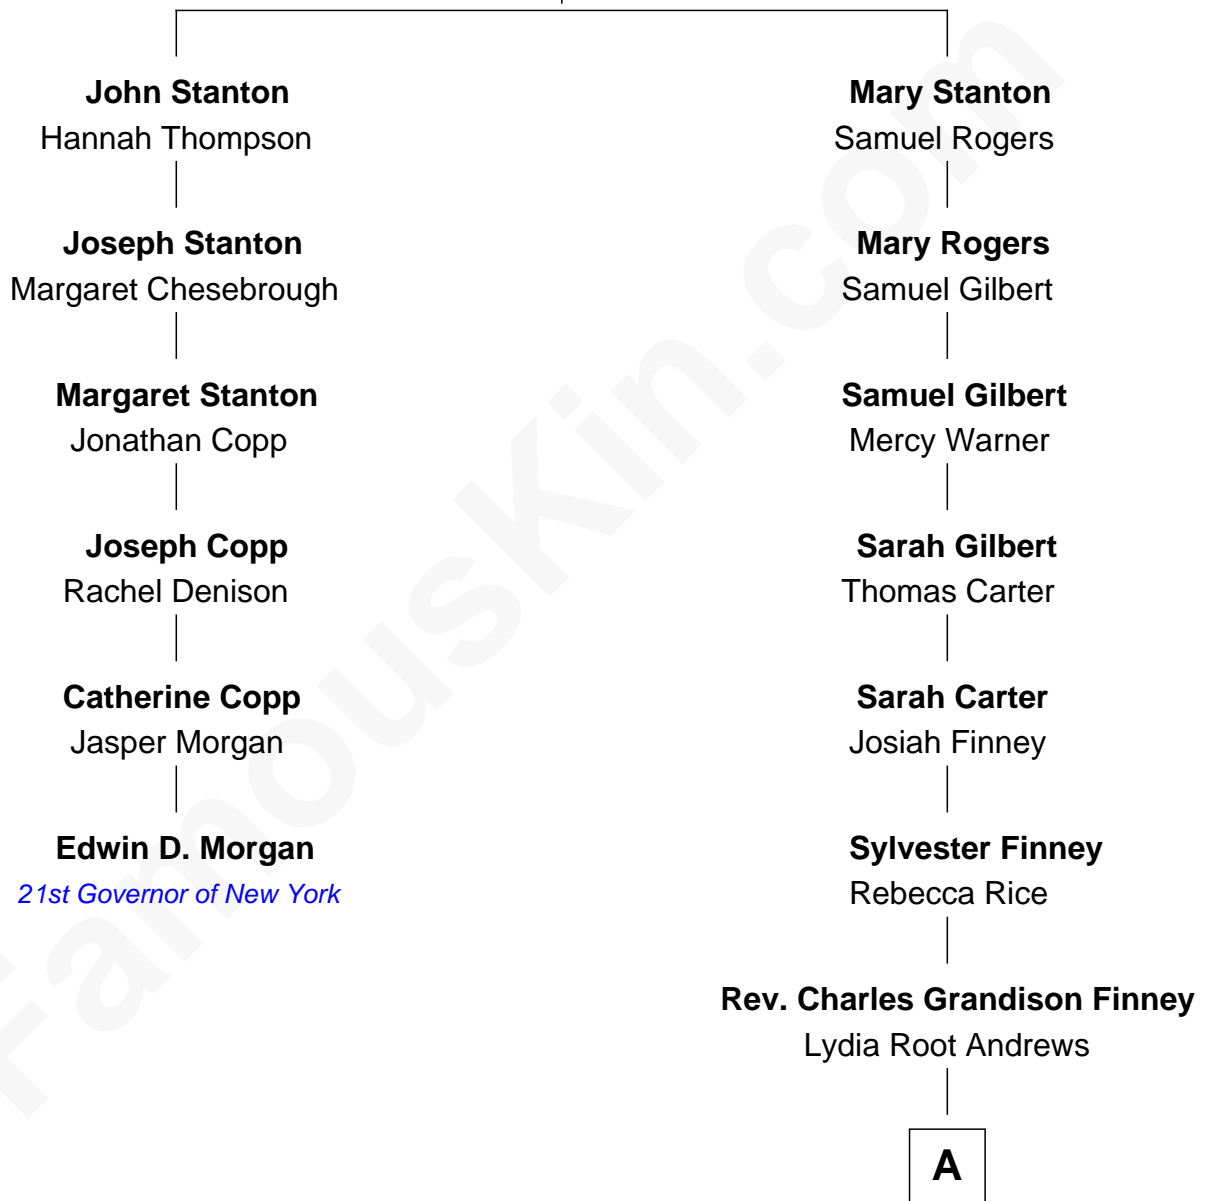 John Stanton
Hannah Thompson
Mary Stanton
Samuel Rogers
Joseph Stanton
Margaret Chesebrough
Mary Rogers
Samuel Gilbert
Margaret Stanton
Jonathan Copp
Samuel Gilbert
Mercy Warner
Joseph Copp
Rachel Denison
Sarah Gilbert
Thomas Carter
Catherine Copp
Jasper Morgan
Sarah Carter
Josiah Finney
Edwin D. Morgan
21st Governor of New York
Sylvester Finney
Rebecca Rice
Rev. Charles Grandison Finney
Lydia Root Andrews
A
FamousKin.com